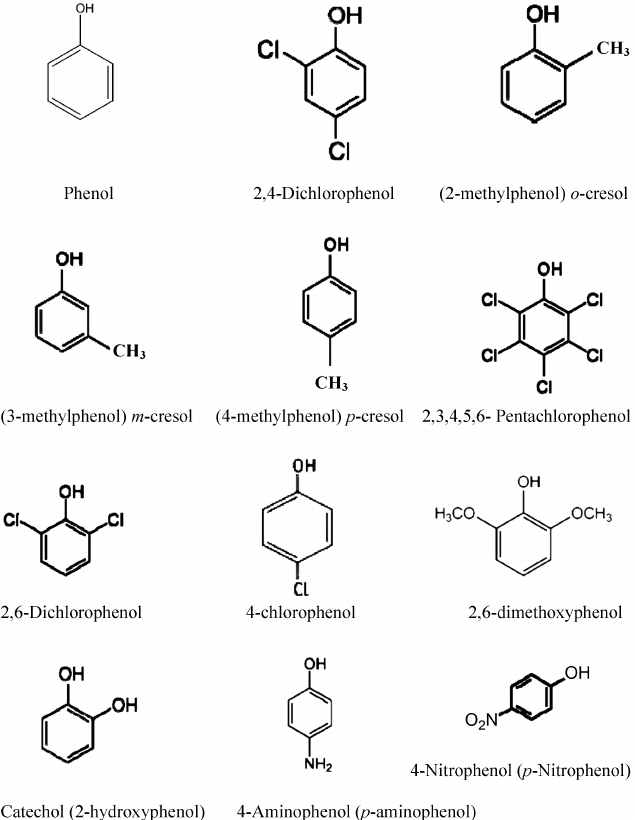 OH
OH
Cl
Cl
OH
CH3
Phenol
2,4-Dichlorophenol
(2-methylphenol) o-cresol
OH
CH3
OH
CH3
OH
Cl
Cl
Cl
Cl
Cl
(3-methylphenol) m-cresol
(4-methylphenol) p-cresol
2,3,4,5,6- Pentachlorophenol
OH
Cl
Cl
OH
Cl
OH
H3CO
OCH3
2,6-Dichlorophenol
4-chlorophenol
2,6-dimethoxyphenol
OH
OH
OH
NH2
OH
O2N
4-Nitrophenol (p-Nitrophenol)
Catechol (2-hydroxyphenol)
4-Aminophenol (p-aminophenol)